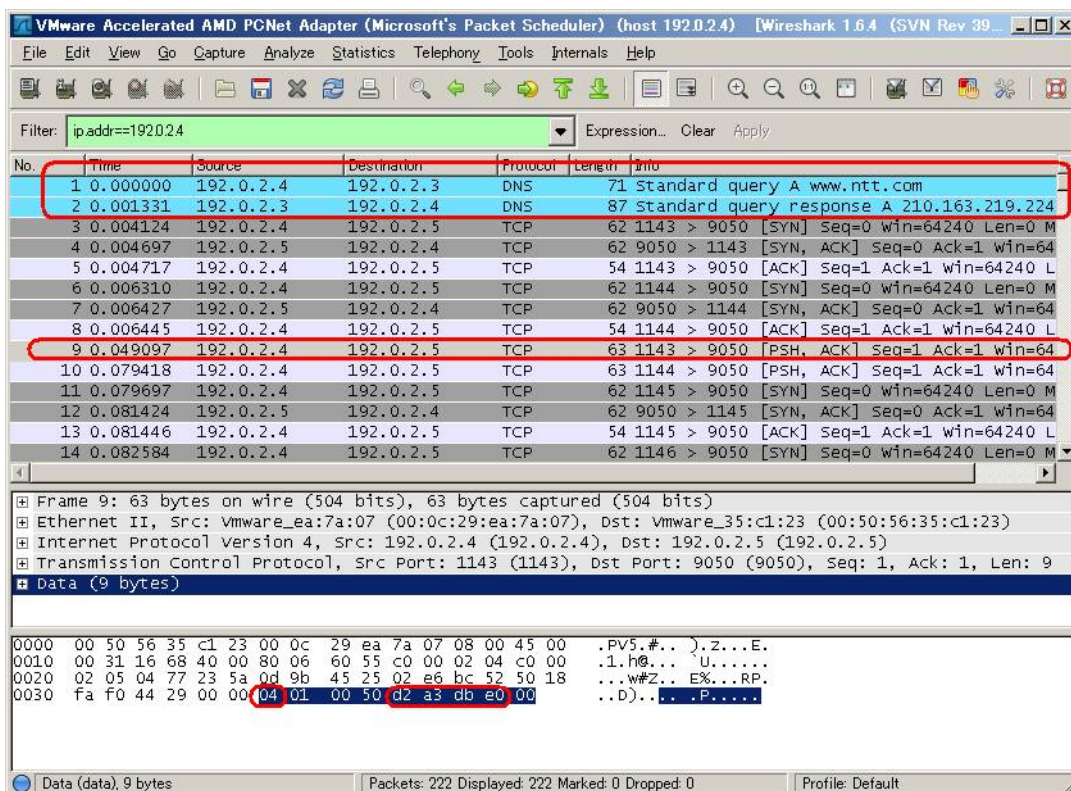 VMware Accelerated AMD PCNet Adapter (Microsoft's Packet Scheduler) (host 192.0.2.4) [Wireshark 1.6.4 (SVN Rev 39...
File Edit View Go Capture Analyze Statistics Telephony Tools Internals Help
Filter: ip.addr==192.0.2.4 Expression... Clear Apply
No. Time Source Destination Protocol Length Info
1 0.000000 192.0.2.4 192.0.2.3 DNS 71 Standard query A www.ntt.com
2 0.001331 192.0.2.3 192.0.2.4 DNS 87 Standard query response A 210.163.219.224
3 0.004124 192.0.2.4 192.0.2.5 TCP 62 1143 > 9050 [SYN] Seq=0 Win=64240 Len=0 M
4 0.004697 192.0.2.5 192.0.2.4 TCP 62 9050 > 1143 [SYN, ACK] Seq=0 Ack=1 Win=64
5 0.004717 192.0.2.4 192.0.2.5 TCP 54 1143 > 9050 [ACK] Seq=1 Ack=1 Win=64240 L
6 0.006310 192.0.2.4 192.0.2.5 TCP 62 1144 > 9050 [SYN] Seq=0 Win=64240 Len=0 M
7 0.006427 192.0.2.5 192.0.2.4 TCP 62 9050 > 1144 [SYN, ACK] Seq=0 Ack=1 Win=64
8 0.006445 192.0.2.4 192.0.2.5 TCP 54 1144 > 9050 [ACK] Seq=1 Ack=1 Win=64240 L
9 0.049097 192.0.2.4 192.0.2.5 TCP 63 1143 > 9050 [PSH, ACK] Seq=1 Ack=1 Win=64
10 0.079418 192.0.2.4 192.0.2.5 TCP 63 1144 > 9050 [PSH, ACK] Seq=1 Ack=1 Win=64
11 0.079697 192.0.2.4 192.0.2.5 TCP 62 1145 > 9050 [SYN] Seq=0 Win=64240 Len=0 M
12 0.081424 192.0.2.5 192.0.2.4 TCP 62 9050 > 1145 [SYN, ACK] Seq=0 Ack=1 Win=64
13 0.081446 192.0.2.4 192.0.2.5 TCP 54 1145 > 9050 [ACK] Seq=1 Ack=1 Win=64240 L
14 0.082584 192.0.2.4 192.0.2.5 TCP 62 1146 > 9050 [SYN] Seq=0 Win=64240 Len=0 M
Frame 9: 63 bytes on wire (504 bits), 63 bytes captured (504 bits)
Ethernet II, Src: Vmware_ea:7a:07 (00:0c:29:ea:7a:07), Dst: Vmware_35:c1:23 (00:50:56:35:c1:23)
Internet Protocol Version 4, Src: 192.0.2.4 (192.0.2.4), Dst: 192.0.2.5 (192.0.2.5)
Transmission Control Protocol, Src Port: 1143 (1143), Dst Port: 9050 (9050), Seq: 1, Ack: 1, Len: 9
Data (9 bytes)
0000 00 50 56 35 c1 23 00 0c 29 ea 7a 07 08 00 45 00 .PV5.#.. ).z...E.
0010 00 31 16 68 40 00 80 06 60 55 c0 00 02 04 c0 00 .1.h@... `U......
0020 02 05 04 77 23 5a 0d 9b 45 25 02 e6 bc 52 50 18 ...w#Z.. E%...RP.
0030 fa f0 44 29 00 00 04 01 00 50 d2 a3 db e0 00 ..D).... .P.....
Data (data), 9 bytes Packets: 222 Displayed: 222 Marked: 0 Dropped: 0 Profile: Default